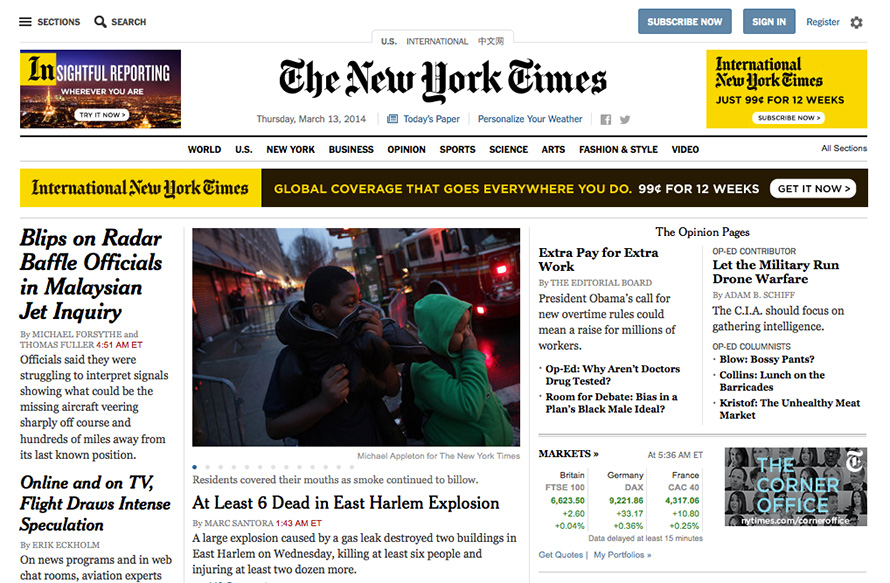 SECTIONS
SEARCH
SUBSCRIBE NOW
SIGN IN
Register
U.S. INTERNATIONAL 中文网
InSIGHTFUL REPORTING
WHEREVER YOU ARE
TRY IT NOW >
The New York Times
International
New York Times
JUST 99¢ FOR 12 WEEKS
SUBSCRIBE NOW >
Thursday, March 13, 2014
Today's Paper
Personalize Your Weather
WORLD U.S. NEW YORK BUSINESS OPINION SPORTS SCIENCE ARTS FASHION & STYLE VIDEO
All Sections
International New York Times
GLOBAL COVERAGE THAT GOES EVERYWHERE YOU DO. 99¢ FOR 12 WEEKS
GET IT NOW >
Blips on Radar
Baffle Officials
in Malaysian
Jet Inquiry
By MICHAEL FORSYTHE and
THOMAS FULLER 4:51 AM ET
Officials said they were
struggling to interpret signals
showing what could be the
missing aircraft veering
sharply off course and
hundreds of miles away from
its last known position.
Online and on TV,
Flight Draws Intense
Speculation
By ERIK ECKHOLM
On news programs and in web
chat rooms, aviation experts
Michael Appleton for The New York Times
Residents covered their mouths as smoke continued to billow.
At Least 6 Dead in East Harlem Explosion
By MARC SANTORA 1:43 AM ET
A large explosion caused by a gas leak destroyed two buildings in
East Harlem on Wednesday, killing at least six people and
injuring at least two dozen more.
The Opinion Pages
Extra Pay for Extra
Work
By THE EDITORIAL BOARD
President Obama's call for
new overtime rules could
mean a raise for millions of
workers.
· Op-Ed: Why Aren't Doctors
Drug Tested?
· Room for Debate: Bias in a
Plan's Black Male Ideal?
OP-ED CONTRIBUTOR
Let the Military Run
Drone Warfare
By ADAM B. SCHIFF
The C.I.A. should focus on
gathering intelligence.
OP-ED COLUMNISTS
· Blow: Bossy Pants?
· Collins: Lunch on the
Barricades
· Kristof: The Unhealthy Meat
Market
MARKETS »
At 5:36 AM ET
Britain Germany France
FTSE 100 DAX CAC 40
6,623.50 9,221.86 4,317.06
+2.60 +33.17 +10.80
+0.04% +0.36% +0.25%
Data delayed at least 15 minutes
Get Quotes | My Portfolios »
THE
CORNER
OFFICE
nytimes.com/corneroffice